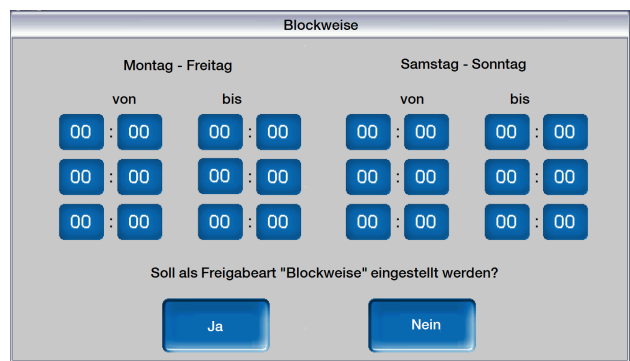 Blockweise
Montag - Freitag Samstag - Sonntag
von bis von bis
00 : 00 00 : 00 00 : 00 00 : 00
00 : 00 00 : 00 00 : 00 00 : 00
00 : 00 00 : 00 00 : 00 00 : 00
Soll als Freigabeart "Blockweise" eingestellt werden?
Ja Nein